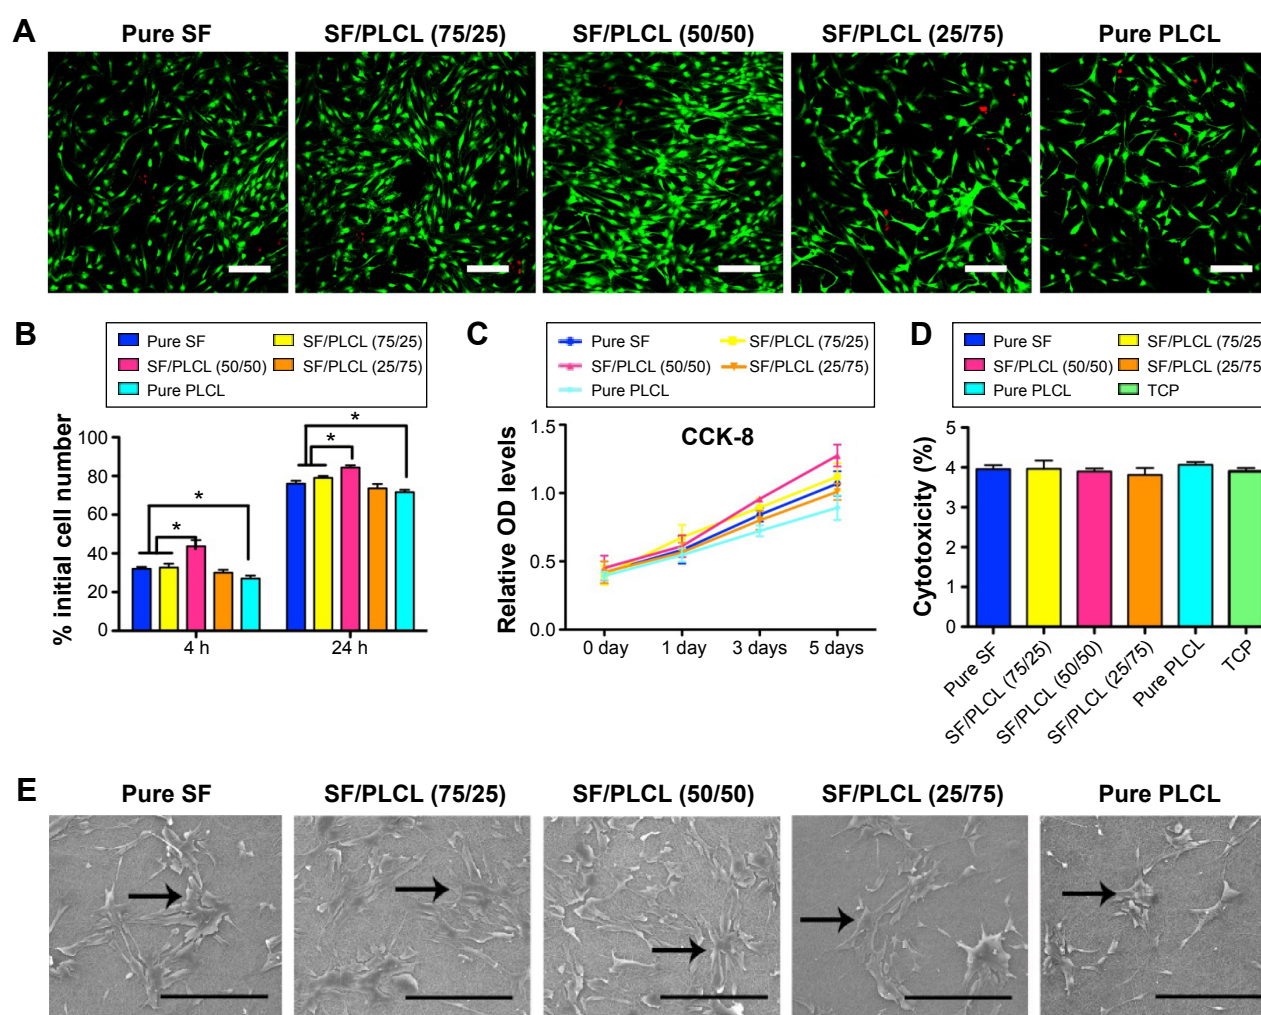 A
Pure SF
SF/PLCL (75/25)
SF/PLCL (50/50)
SF/PLCL (25/75)
Pure PLCL
B
Pure SF
SF/PLCL (75/25)
SF/PLCL (50/50)
SF/PLCL (25/75)
Pure PLCL
% initial cell number
100
80
60
40
20
0
*
*
*
*
4 h
24 h
C
Pure SF
SF/PLCL (75/25)
SF/PLCL (50/50)
SF/PLCL (25/75)
Pure PLCL
CCK-8
Relative OD levels
1.5
1.0
0.5
0.0
0 day
1 day
3 days
5 days
D
Pure SF
SF/PLCL (75/25
SF/PLCL (50/50)
SF/PLCL (25/75
Pure PLCL
TCP
Cytotoxicity (%)
5
4
3
2
1
0
Pure SF
SF/PLCL (75/25)
SF/PLCL (50/50)
SF/PLCL (25/75)
Pure PLCL
TCP
E
Pure SF
SF/PLCL (75/25)
SF/PLCL (50/50)
SF/PLCL (25/75)
Pure PLCL